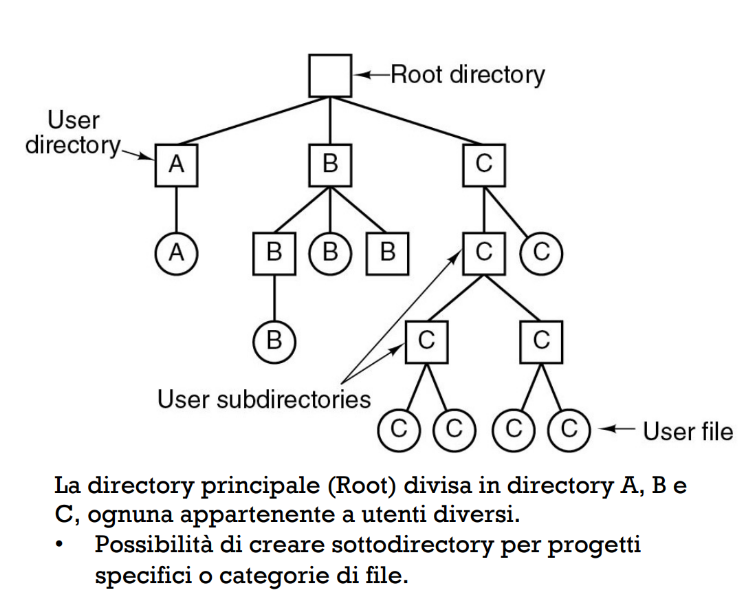 Root directory
User
directory
A
B
C
A
B
B
B
C
C
B
C
C
User subdirectories
C
C
C
C
User file
La directory principale (Root) divisa in directory A, B e
C, ognuna appartenente a utenti diversi.
• Possibilità di creare sottodirectory per progetti
specifici o categorie di file.